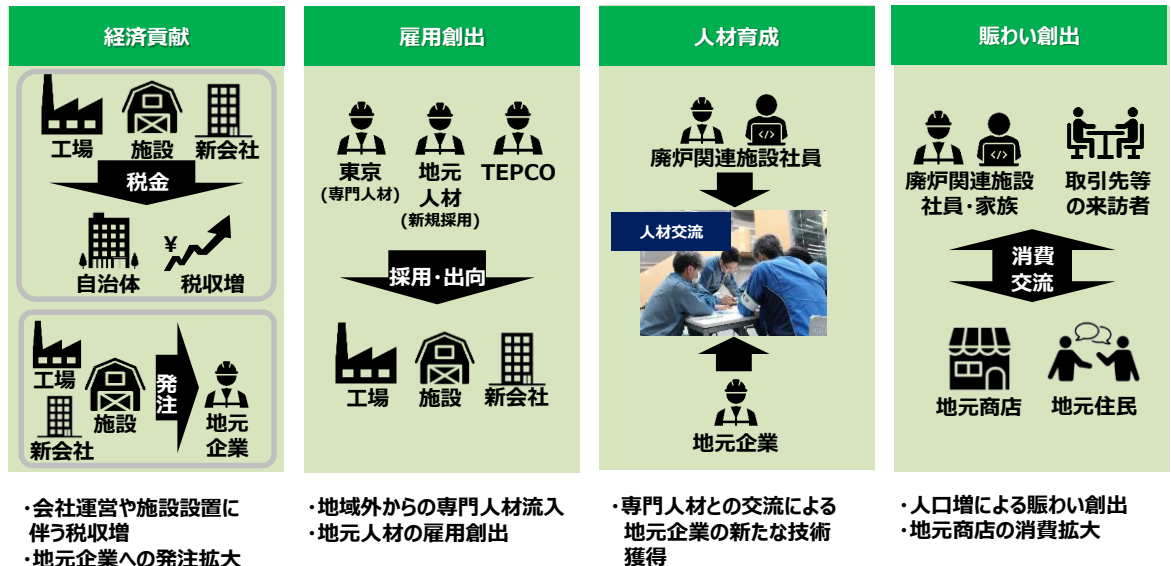 経済貢献
工場
施設
新会社
税金
自治体
¥
税収増
工場
施設
新会社
発注
地元
企業
・会社運営や施設設置に
伴う税収増
・地元企業への発注拡大
雇用創出
東京
(専門人材)
地元
人材
(新規採用)
TEPCO
採用・出向
工場
施設
新会社
・地域外からの専門人材流入
・地元人材の雇用創出
人材育成
</>
廃炉関連施設社員
人材交流
地元企業
・専門人材との交流による
地元企業の新たな技術
獲得
賑わい創出
</>
廃炉関連施設
社員・家族
取引先等
の来訪者
消費
交流
地元商店
地元住民
・人口増による賑わい創出
・地元商店の消費拡大